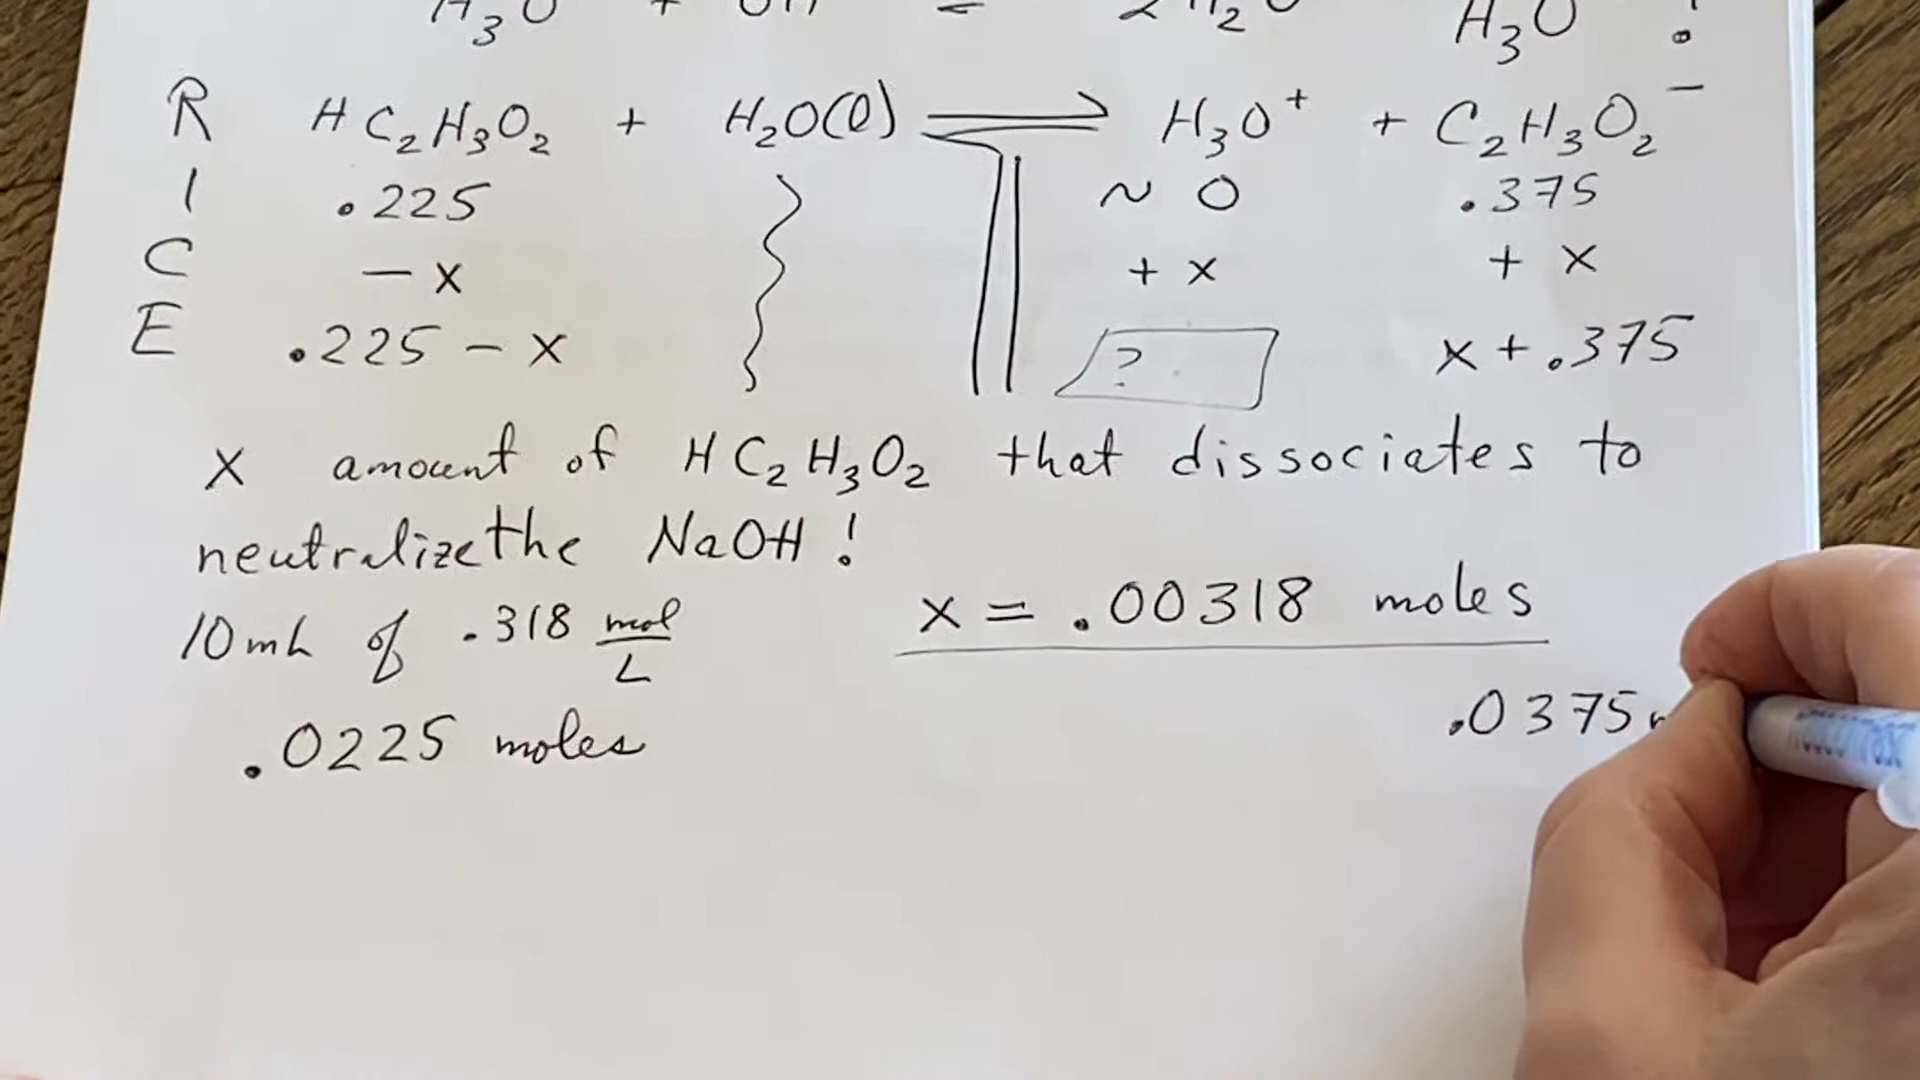 H₃O + OH = 2H₂O H₃O !
R HC₂H₃O₂ + H₂O(l) ⇌ H₃O⁺ + C₂H₃O₂⁻
I .225 ~ 0 .375
C - x + x + x
E .225 - x ? x + .375
X amount of HC₂H₃O₂ that dissociates to
neutralize the NaOH !
10 mL of .318 mol/L x = .00318 moles
.0225 moles .0375